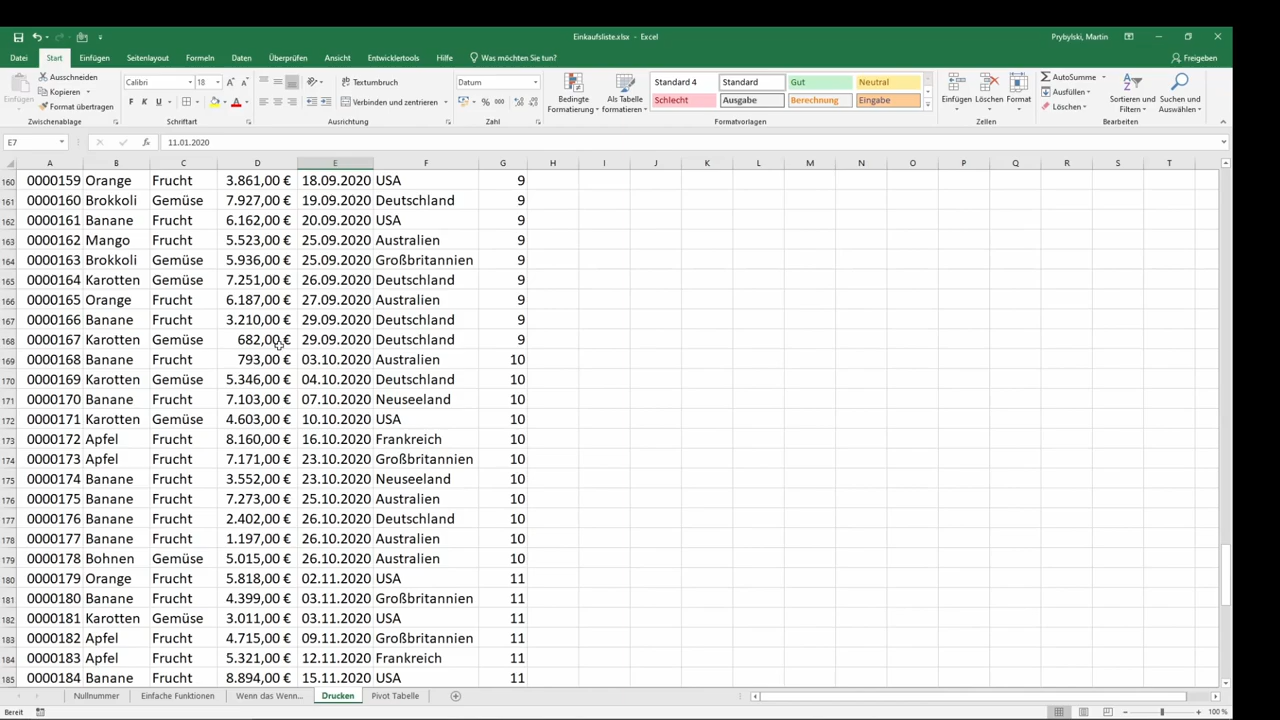 Einkaufsliste.xlsx - Excel
Prybylski, Martin
Datei Start Einfügen Seitenlayout Formeln Daten Überprüfen Ansicht Entwicklertools Hilfe Was möchten Sie tun? Freigeben
Einfügen
Ausschneiden
Kopieren
Format übertragen
Zwischenablage
Calibri 18
F K U
Schriftart
Textumbruch
Verbinden und zentrieren
Ausrichtung
Datum
% 000
Zahl
Bedingte Formatierung
Als Tabelle formatieren
Standard 4 Standard Gut Neutral
Schlecht Ausgabe Berechnung Eingabe
Formatvorlagen
Einfügen Löschen Format
Zellen
AutoSumme
Ausfüllen
Löschen
Sortieren und Filtern
Suchen und Auswählen
Bearbeiten
E7 fx 11.01.2020
A B C D E F G H I J K L M N O P Q R S T
160 0000159 Orange Frucht 3.861,00 € 18.09.2020 USA 9
161 0000160 Brokkoli Gemüse 7.927,00 € 19.09.2020 Deutschland 9
162 0000161 Banane Frucht 6.162,00 € 20.09.2020 USA 9
163 0000162 Mango Frucht 5.523,00 € 25.09.2020 Australien 9
164 0000163 Brokkoli Gemüse 5.936,00 € 25.09.2020 Großbritannien 9
165 0000164 Karotten Gemüse 7.251,00 € 26.09.2020 Deutschland 9
166 0000165 Orange Frucht 6.187,00 € 27.09.2020 Australien 9
167 0000166 Banane Frucht 3.210,00 € 29.09.2020 Deutschland 9
168 0000167 Karotten Gemüse 682,00 € 29.09.2020 Deutschland 9
169 0000168 Banane Frucht 793,00 € 03.10.2020 Australien 10
170 0000169 Karotten Gemüse 5.346,00 € 04.10.2020 Deutschland 10
171 0000170 Banane Frucht 7.103,00 € 07.10.2020 Neuseeland 10
172 0000171 Karotten Gemüse 4.603,00 € 10.10.2020 USA 10
173 0000172 Apfel Frucht 8.160,00 € 16.10.2020 Frankreich 10
174 0000173 Apfel Frucht 7.171,00 € 23.10.2020 Großbritannien 10
175 0000174 Banane Frucht 3.552,00 € 23.10.2020 Neuseeland 10
176 0000175 Banane Frucht 7.273,00 € 25.10.2020 Australien 10
177 0000176 Banane Frucht 2.402,00 € 26.10.2020 Deutschland 10
178 0000177 Banane Frucht 1.197,00 € 26.10.2020 Australien 10
179 0000178 Bohnen Gemüse 5.015,00 € 26.10.2020 Australien 10
180 0000179 Orange Frucht 5.818,00 € 02.11.2020 USA 11
181 0000180 Banane Frucht 4.399,00 € 03.11.2020 Großbritannien 11
182 0000181 Karotten Gemüse 3.011,00 € 03.11.2020 USA 11
183 0000182 Apfel Frucht 4.715,00 € 09.11.2020 Großbritannien 11
184 0000183 Apfel Frucht 5.321,00 € 12.11.2020 Frankreich 11
185 0000184 Banane Frucht 8.894,00 € 15.11.2020 USA 11
Nullnummer Einfache Funktionen Wenn das Wenn... Drucken Pivot Tabelle
Bereit
100 %